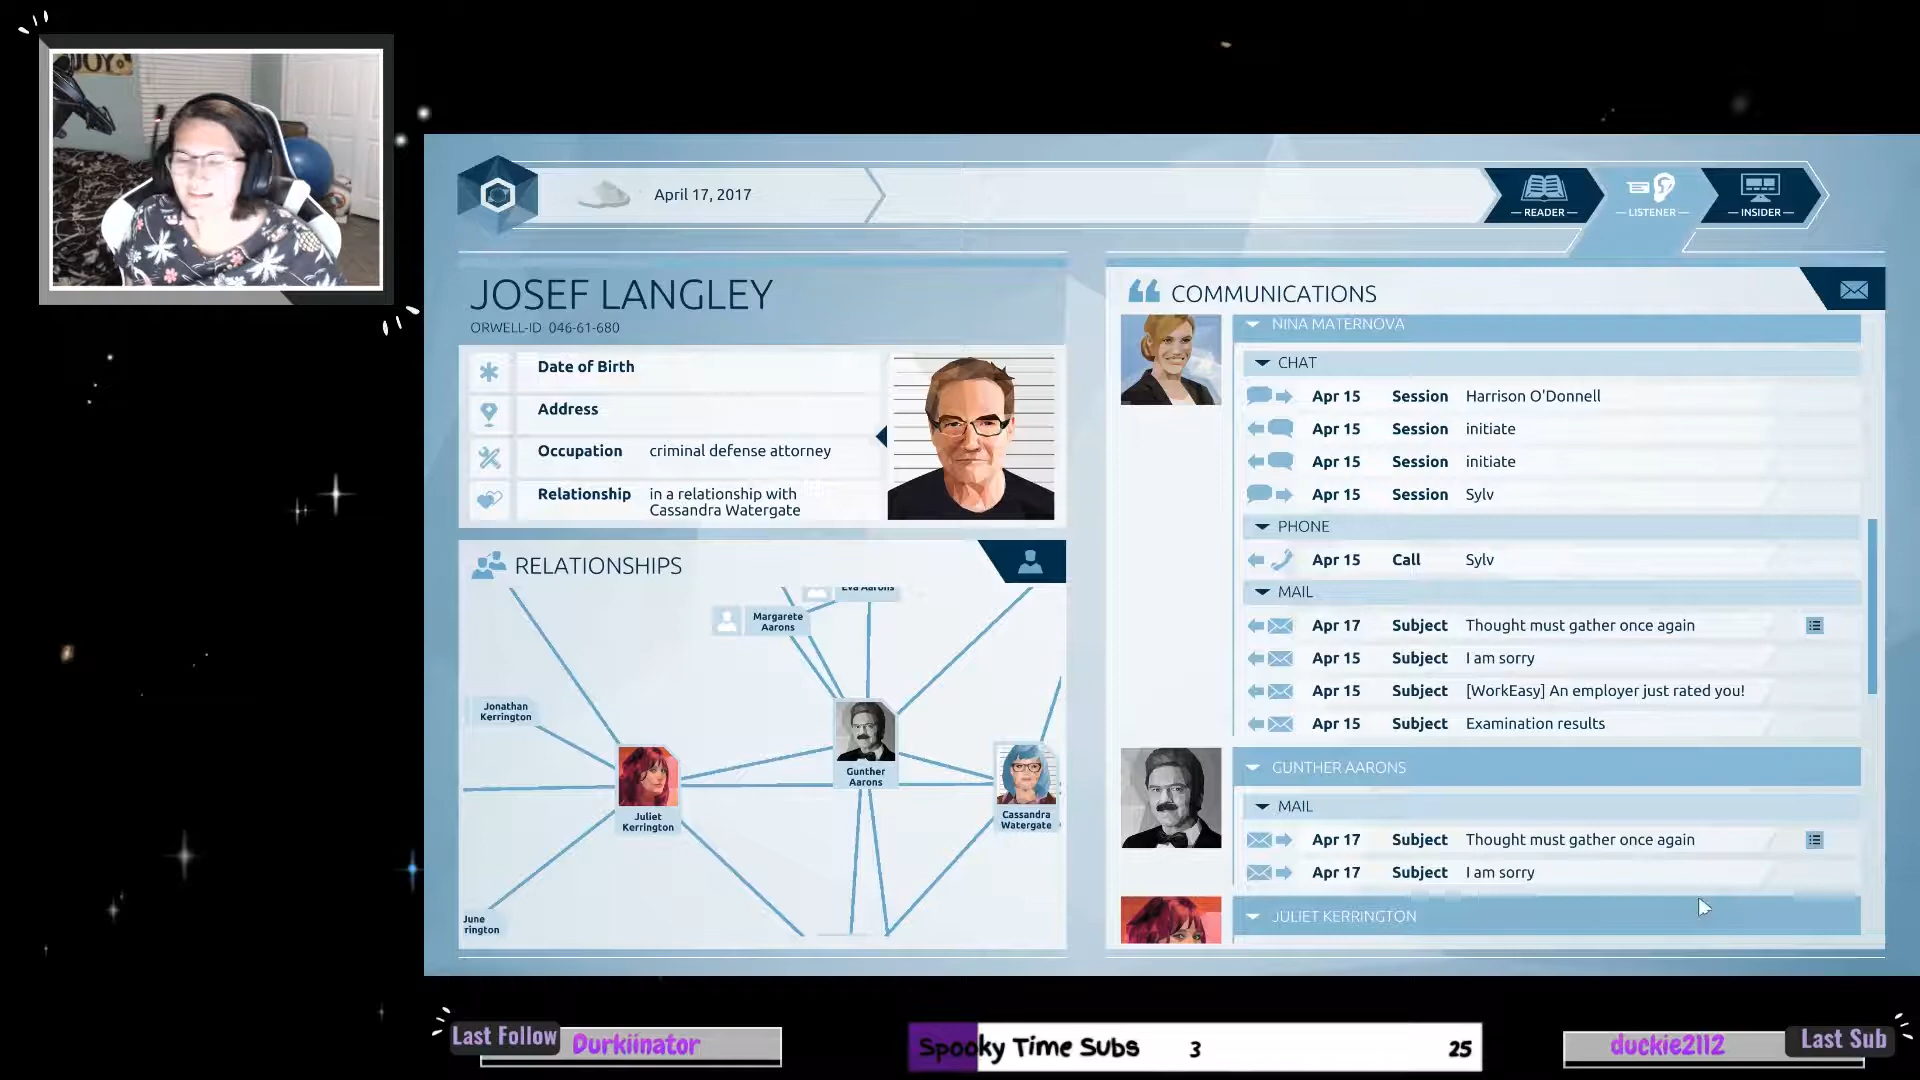 JOY
April 17, 2017
READER
LISTENER
INSIDER
JOSEF LANGLEY
ORWELL-ID 046-61-680
Date of Birth
Address
Occupation criminal defense attorney
Relationship in a relationship with
Cassandra Watergate
RELATIONSHIPS
Eva Aarons
Margarete
Aarons
Jonathan
Kerrington
Gunther
Aarons
Juliet
Kerrington
Cassandra
Watergate
June
rington
COMMUNICATIONS
NINA MATERNOVA
CHAT
Apr 15 Session Harrison O'Donnell
Apr 15 Session initiate
Apr 15 Session initiate
Apr 15 Session Sylv
PHONE
Apr 15 Call Sylv
MAIL
Apr 17 Subject Thought must gather once again
Apr 15 Subject I am sorry
Apr 15 Subject [WorkEasy] An employer just rated you!
Apr 15 Subject Examination results
GUNTHER AARONS
MAIL
Apr 17 Subject Thought must gather once again
Apr 17 Subject I am sorry
JULIET KERRINGTON
Last Follow Durkiinator
Spooky Time Subs 3 25
duckie2112 Last Sub